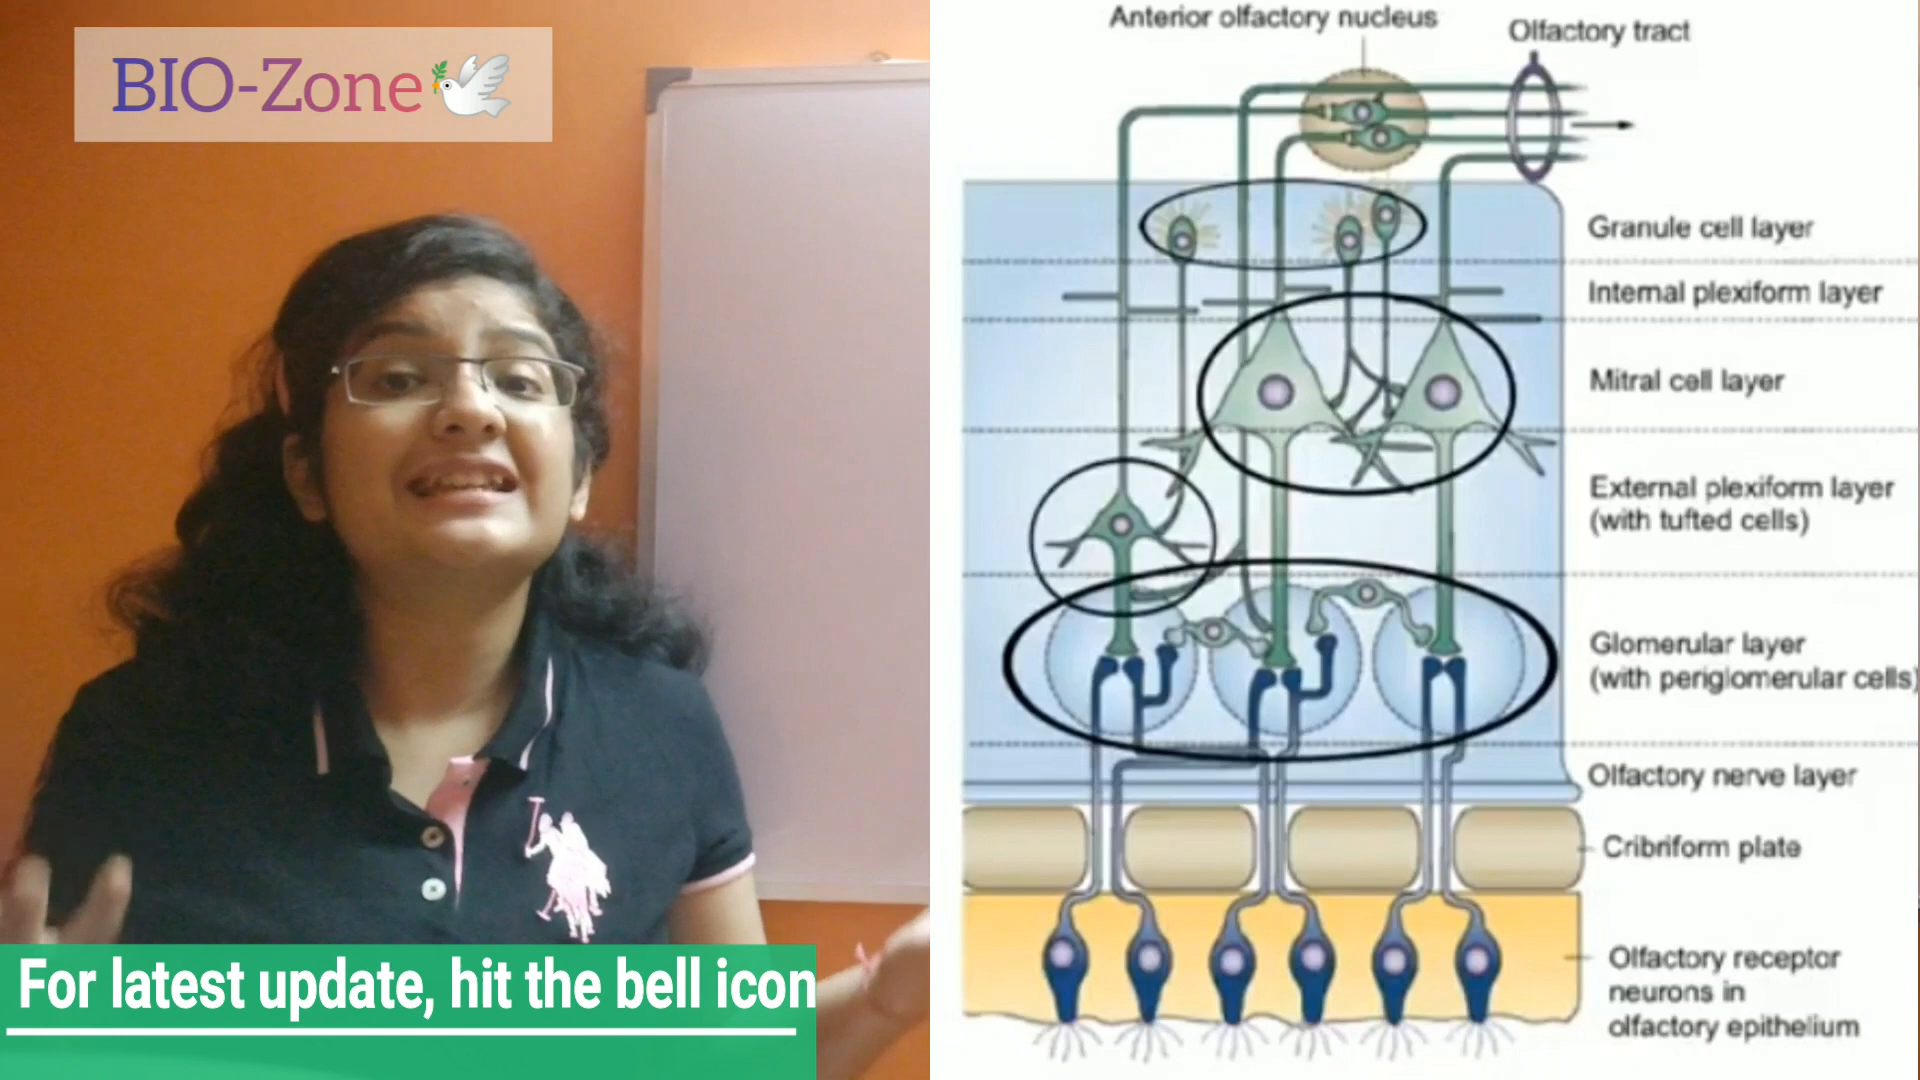 BIO-Zone
For latest update, hit the bell icon
Anterior olfactory nucleus
Olfactory tract
Granule cell layer
Internal plexiform layer
Mitral cell layer
External plexiform layer
(with tufted cells)
Glomerular layer
(with periglomerular cells)
Olfactory nerve layer
Cribriform plate
Olfactory receptor
neurons in
olfactory epithelium